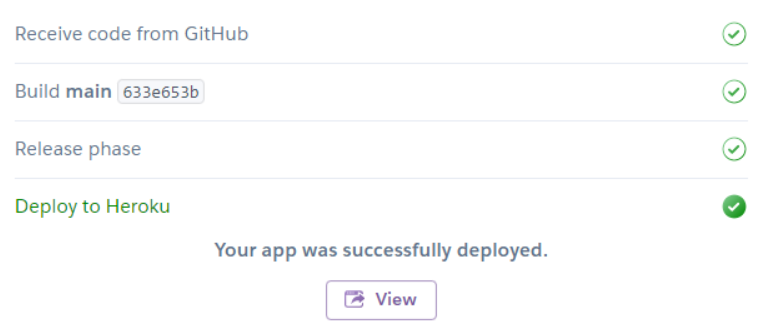 Receive code from GitHub
Build main 633e653b
Release phase
Deploy to Heroku
Your app was successfully deployed.
View